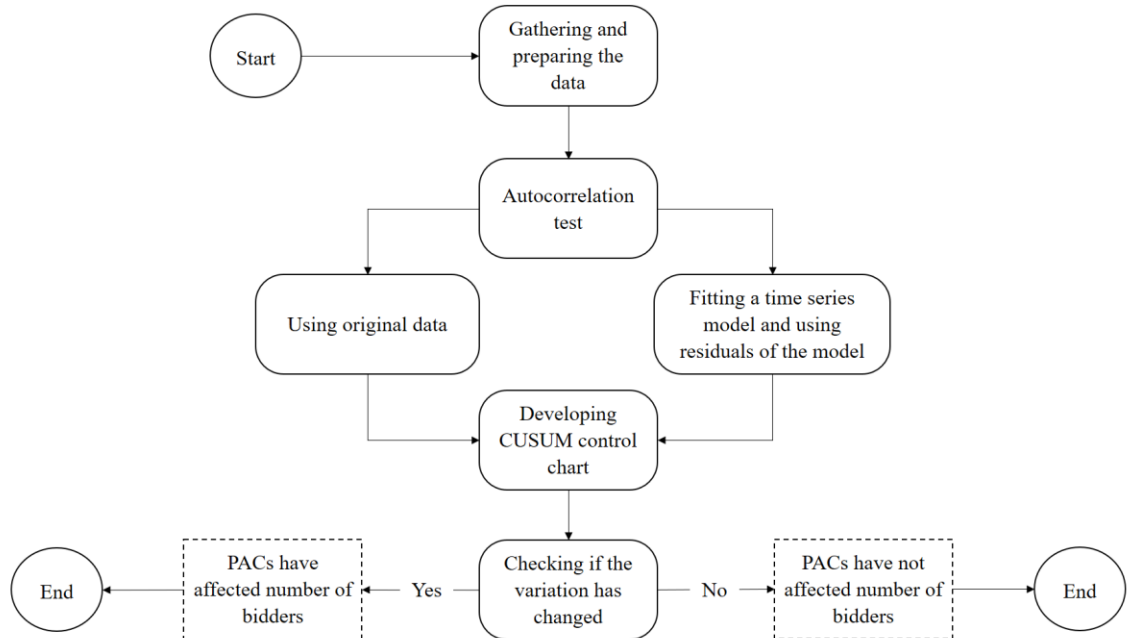 Start
Gathering and
preparing the
data
Autocorrelation
test
Using original data
Fitting a time series
model and using
residuals of the model
Developing
CUSUM control
chart
End
PACs have
affected number of
bidders
Yes
Checking if the
variation has
changed
No
PACs have not
affected number of
bidders
End